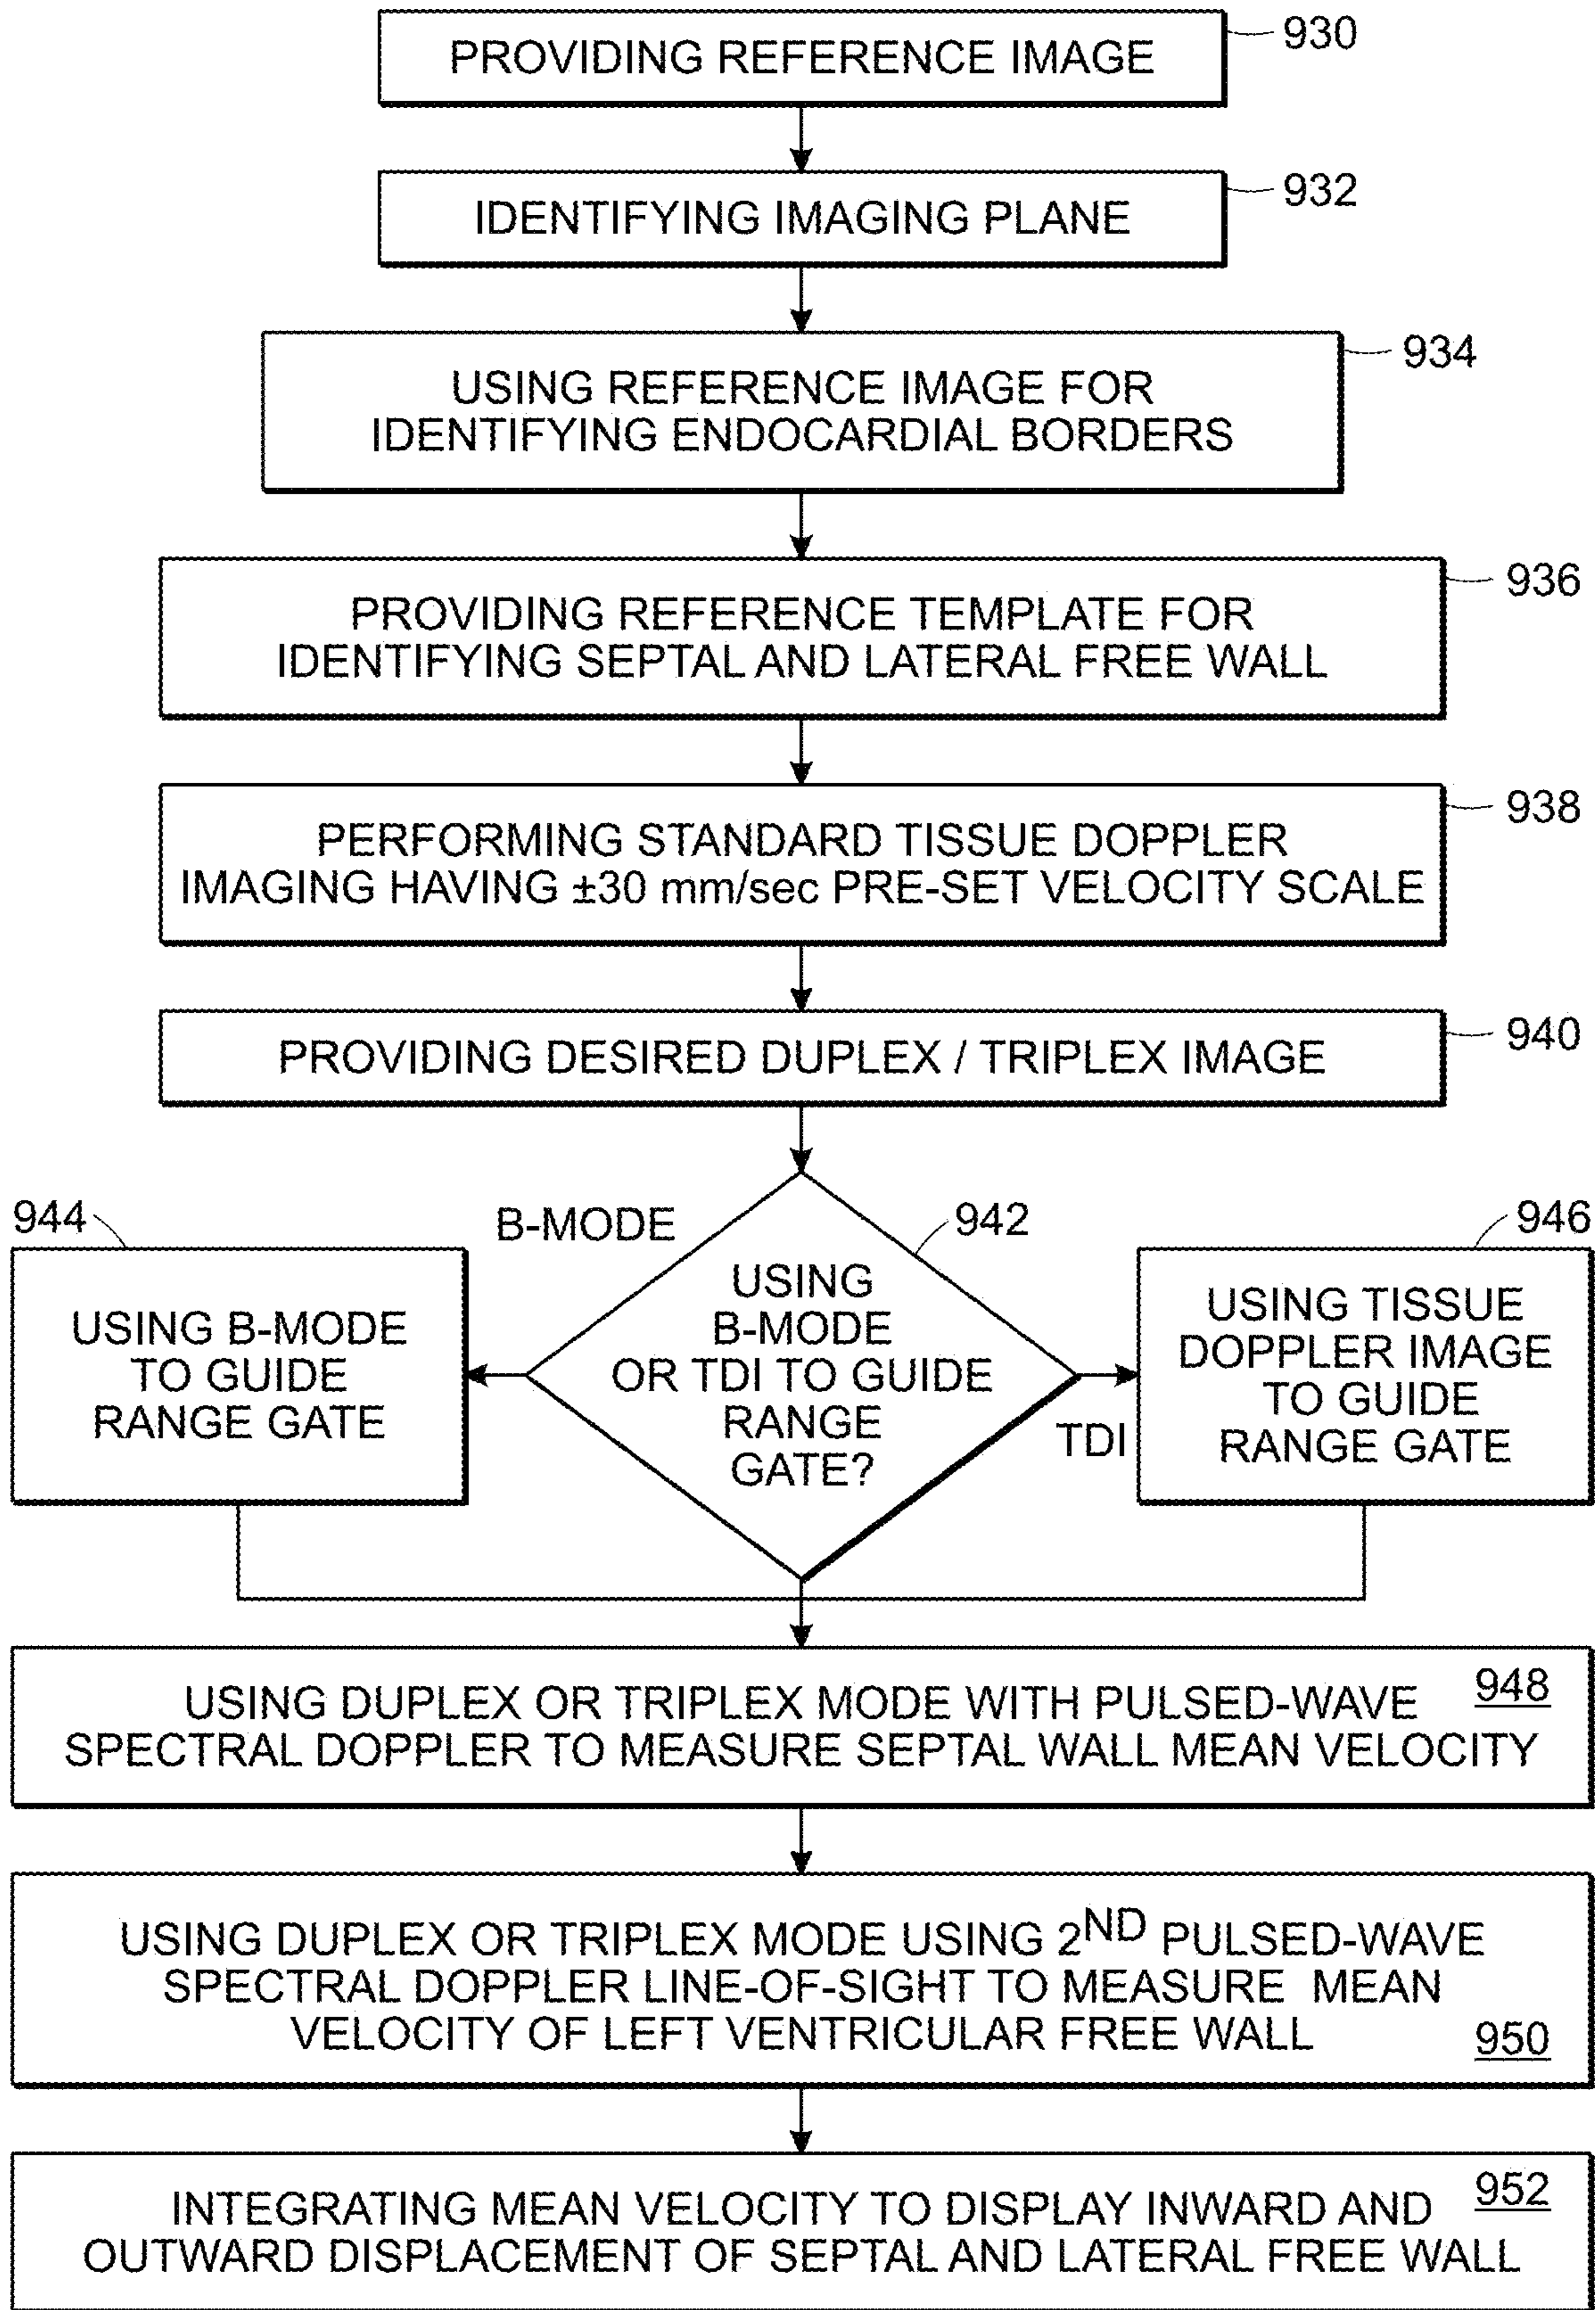 PROVIDING REFERENCE IMAGE
930
IDENTIFYING IMAGING PLANE
932
934
USING REFERENCE IMAGE FOR
IDENTIFYING ENDOCARDIAL BORDERS
936
PROVIDING REFERENCE TEMPLATE FOR
IDENTIFYING SEPTAL AND LATERAL FREE WALL
938
PERFORMING STANDARD TISSUE DOPPLER
IMAGING HAVING ±30 mm/sec PRE-SET VELOCITY SCALE
940
PROVIDING DESIRED DUPLEX / TRIPLEX IMAGE
944
USING B-MODE
TO GUIDE
RANGE GATE
B-MODE
942
USING
B-MODE
OR TDI TO GUIDE
RANGE
GATE?
TDI
946
USING TISSUE
DOPPLER IMAGE
TO GUIDE
RANGE GATE
948
USING DUPLEX OR TRIPLEX MODE WITH PULSED-WAVE
SPECTRAL DOPPLER TO MEASURE SEPTAL WALL MEAN VELOCITY
USING DUPLEX OR TRIPLEX MODE USING 2ND PULSED-WAVE
SPECTRAL DOPPLER LINE-OF-SIGHT TO MEASURE MEAN
VELOCITY OF LEFT VENTRICULAR FREE WALL
950
952
INTEGRATING MEAN VELOCITY TO DISPLAY INWARD AND
OUTWARD DISPLACEMENT OF SEPTAL AND LATERAL FREE WALL